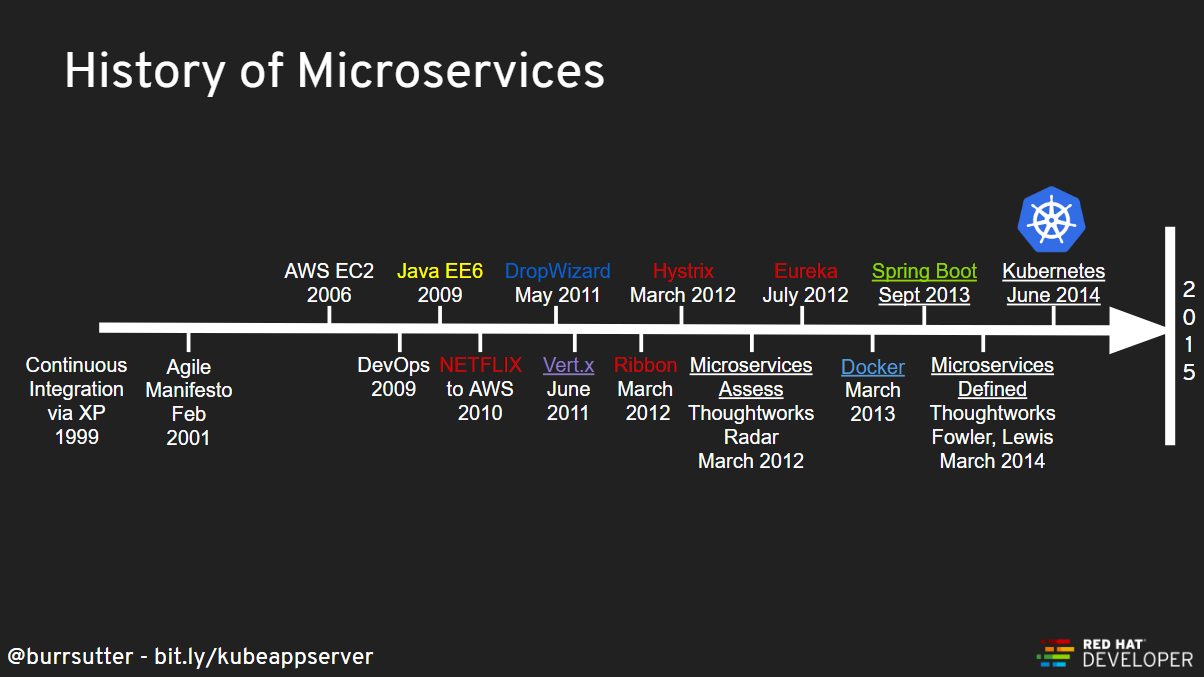 History of Microservices
AWS EC2
2006
Java EE6
2009
DropWizard
May 2011
Hystrix
March 2012
Eureka
July 2012
Spring Boot
Sept 2013
Kubernetes
June 2014
2
0
1
5
Continuous
Integration
via XP
1999
Agile
Manifesto
Feb
2001
DevOps
2009
NETFLIX
to AWS
2010
Vert.x
June
2011
Ribbon
March
2012
Microservices
Assess
Thoughtworks
Radar
March 2012
Docker
March
2013
Microservices
Defined
Thoughtworks
Fowler, Lewis
March 2014
@burrsutter - bit.ly/kubeappserver
RED HAT
DEVELOPER